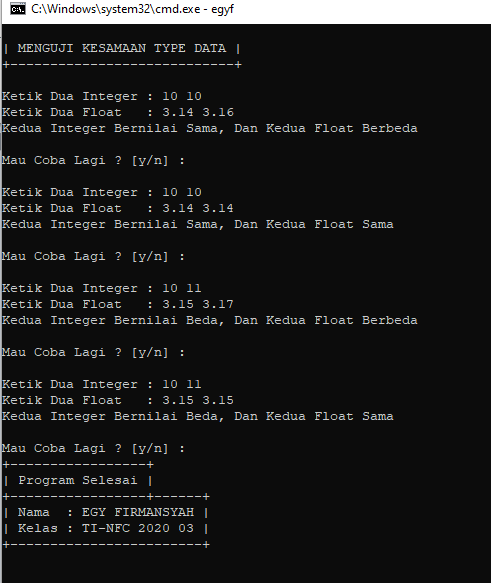 C:\Windows\system32\cmd.exe - egyf
| MENGUJI KESAMAAN TYPE DATA |
+----------------------------+
Ketik Dua Integer : 10 10
Ketik Dua Float   : 3.14 3.16
Kedua Integer Bernilai Sama, Dan Kedua Float Berbeda
Mau Coba Lagi ? [y/n] :
Ketik Dua Integer : 10 10
Ketik Dua Float   : 3.14 3.14
Kedua Integer Bernilai Sama, Dan Kedua Float Sama
Mau Coba Lagi ? [y/n] :
Ketik Dua Integer : 10 11
Ketik Dua Float   : 3.15 3.17
Kedua Integer Bernilai Beda, Dan Kedua Float Berbeda
Mau Coba Lagi ? [y/n] :
Ketik Dua Integer : 10 11
Ketik Dua Float   : 3.15 3.15
Kedua Integer Bernilai Beda, Dan Kedua Float Sama
Mau Coba Lagi ? [y/n] :
+-----------------+
| Program Selesai |
+-----------------+------+
| Nama  : EGY FIRMANSYAH |
| Kelas : TI-NFC 2020 03 |
+------------------------+